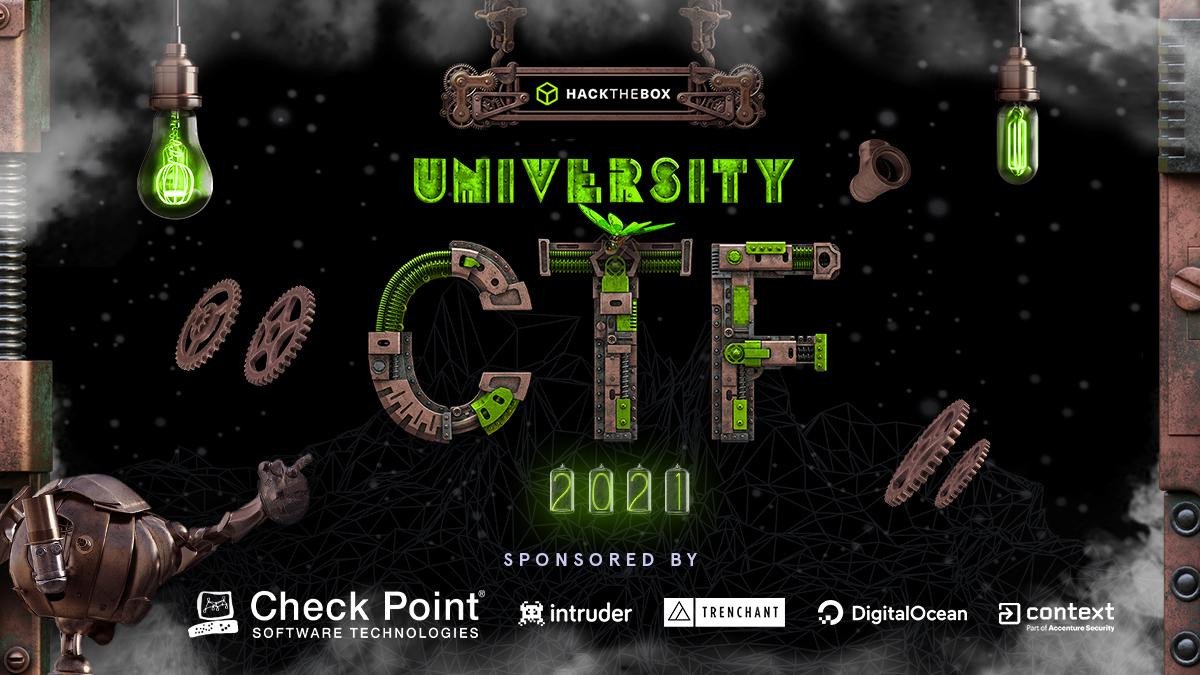 HACKTHEBOX
UNIVERSITY
CTF
2021
SPONSORED BY
Check Point®
SOFTWARE TECHNOLOGIES
intruder
TRENCHANT
DigitalOcean
context
Part of Accenture Security